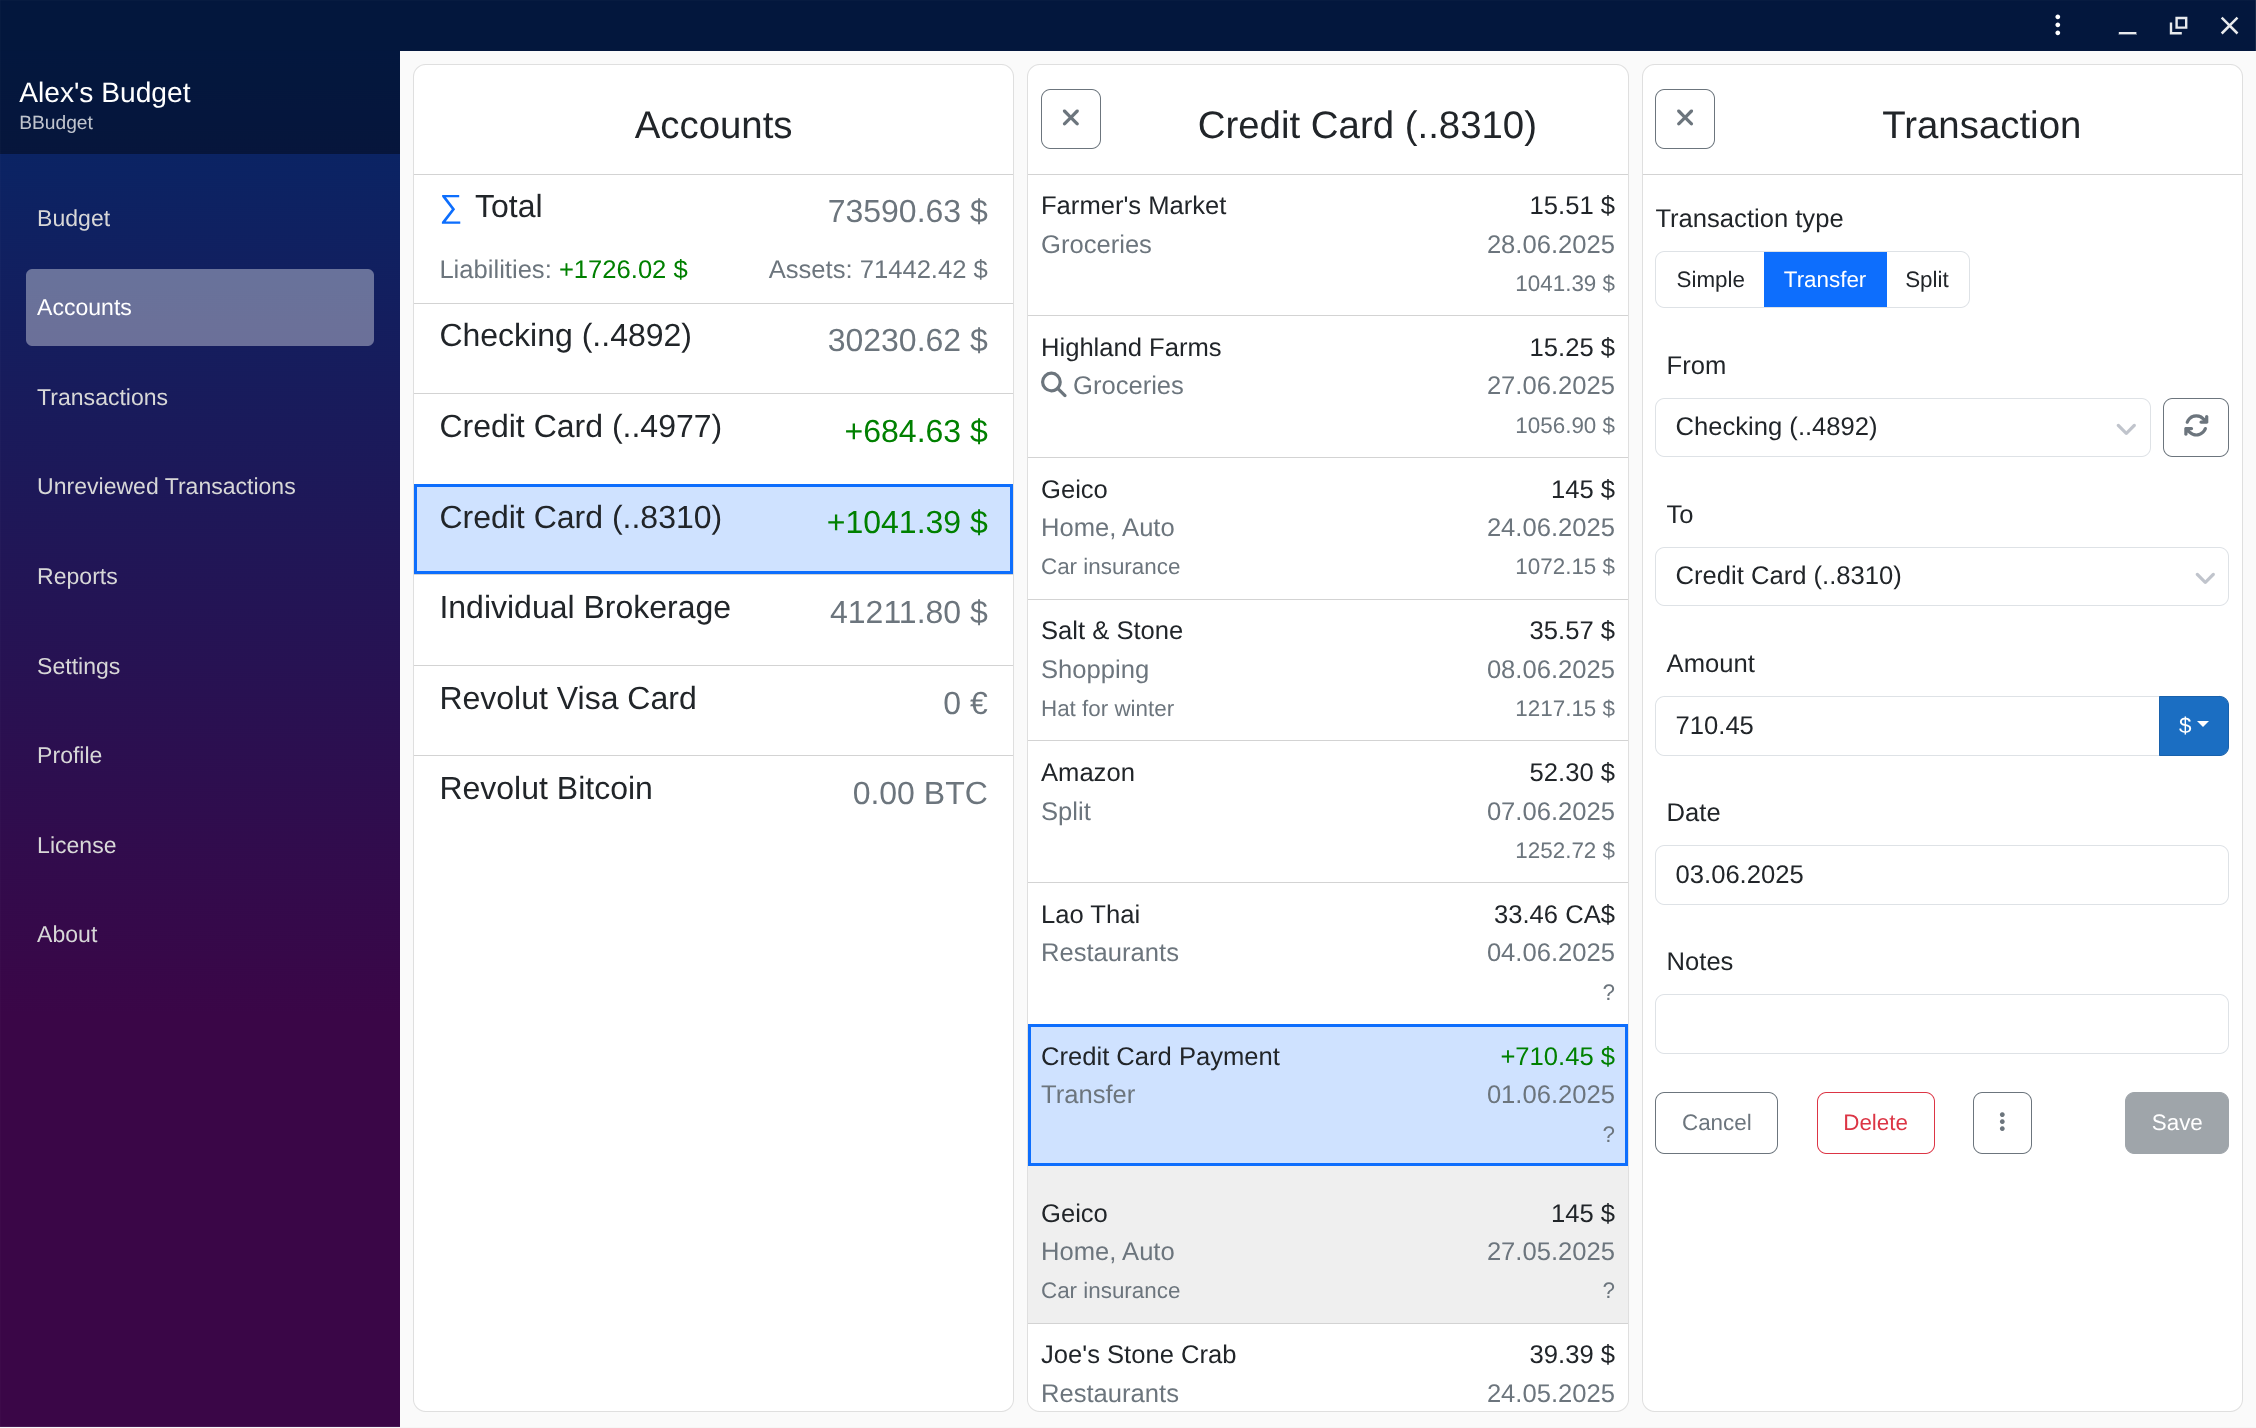 Alex's Budget
BBudget
Budget
Accounts
Transactions
Unreviewed Transactions
Reports
Settings
Profile
License
About
Accounts
∑ Total 73590.63 $
Liabilities: +1726.02 $ Assets: 71442.42 $
Checking (..4892) 30230.62 $
Credit Card (..4977) +684.63 $
Credit Card (..8310) +1041.39 $
Individual Brokerage 41211.80 $
Revolut Visa Card 0 €
Revolut Bitcoin 0.00 BTC
Credit Card (..8310)
Farmer's Market 15.51 $
Groceries 28.06.2025
1041.39 $
Highland Farms 15.25 $
Groceries 27.06.2025
1056.90 $
Geico 145 $
Home, Auto 24.06.2025
Car insurance 1072.15 $
Salt & Stone 35.57 $
Shopping 08.06.2025
Hat for winter 1217.15 $
Amazon 52.30 $
Split 07.06.2025
1252.72 $
Lao Thai 33.46 CA$
Restaurants 04.06.2025
?
Credit Card Payment +710.45 $
Transfer 01.06.2025
?
Geico 145 $
Home, Auto 27.05.2025
Car insurance ?
Joe's Stone Crab 39.39 $
Restaurants 24.05.2025
Transaction
Transaction type
Simple Transfer Split
From
Checking (..4892)
To
Credit Card (..8310)
Amount
710.45 $
Date
03.06.2025
Notes
Cancel Delete Save